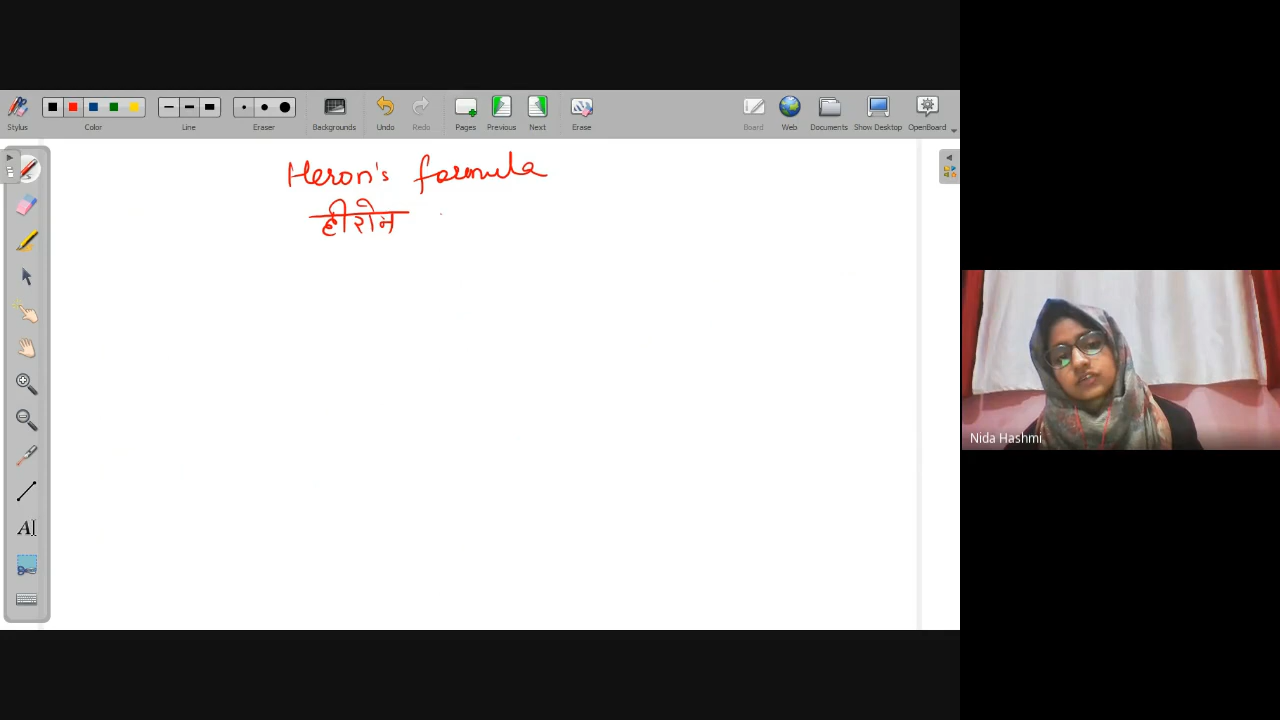 Stylus
Color
Line
Eraser
Backgrounds
Undo
Redo
Pages
Previous
Next
Erase
Board
Web
Documents
Show Desktop
OpenBoard
Heron's formula
हीरोन
Nida Hashmi